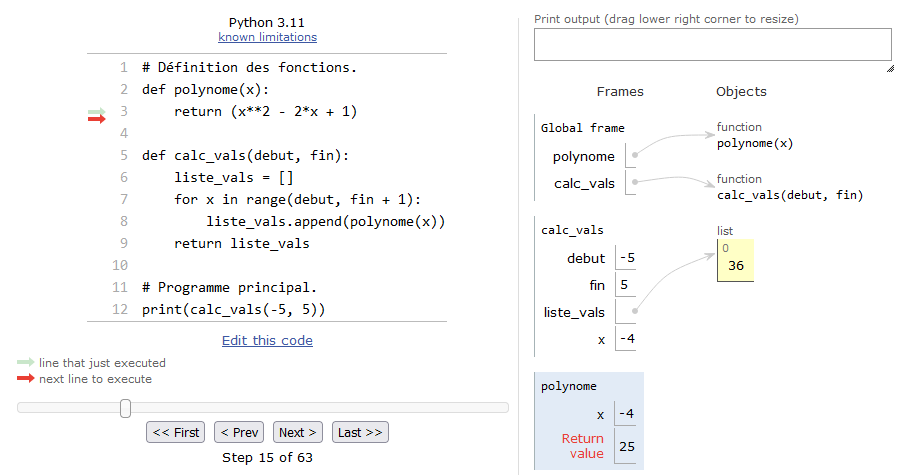 Python 3.11
known limitations
1 # Définition des fonctions.
2 def polynome(x):
3     return (x**2 - 2*x + 1)
4
5 def calc_vals(debut, fin):
6     liste_vals = []
7     for x in range(debut, fin + 1):
8         liste_vals.append(polynome(x))
9     return liste_vals
10
11 # Programme principal.
12 print(calc_vals(-5, 5))
Edit this code
line that just executed
next line to execute
<< First < Prev Next > Last >>
Step 15 of 63
Print output (drag lower right corner to resize)
Frames Objects
Global frame
polynome
calc_vals
function
polynome(x)
function
calc_vals(debut, fin)
calc_vals
debut -5
fin 5
liste_vals
x -4
list
0
36
polynome
x -4
Return
value 25